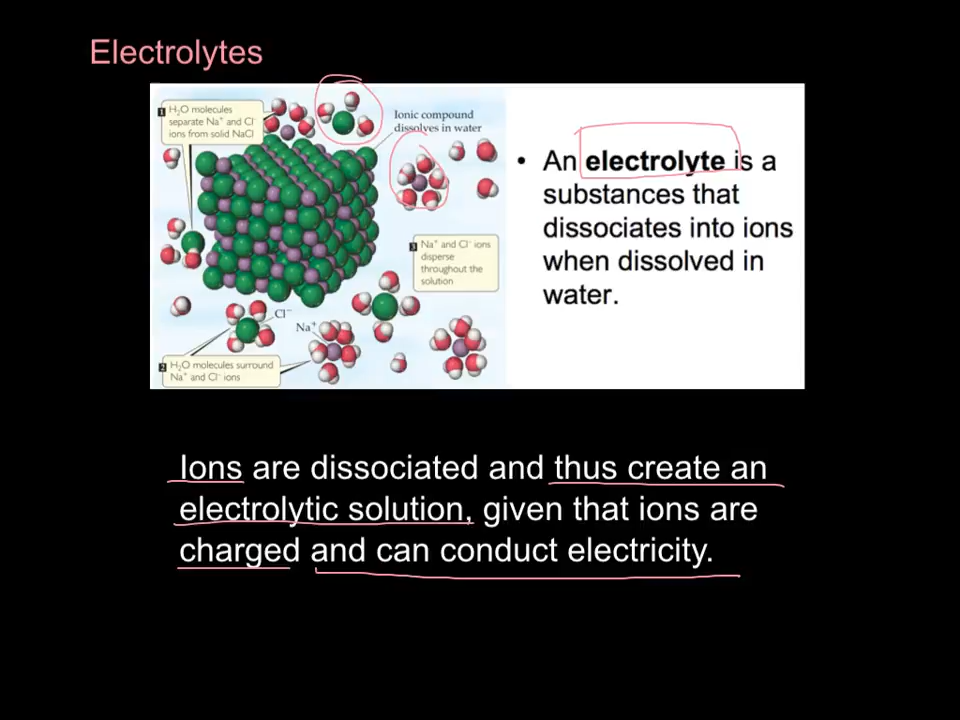 Electrolytes
1 H₂O molecules
separate Na⁺ and Cl⁻
ions from solid NaCl
Ionic compound
dissolves in water
• An electrolyte is a
substances that
dissociates into ions
when dissolved in
water.
3 Na⁺ and Cl⁻ ions
disperse
throughout the
solution
Cl⁻
Na⁺
2 H₂O molecules surround
Na⁺ and Cl⁻ ions
Ions are dissociated and thus create an
electrolytic solution, given that ions are
charged and can conduct electricity.